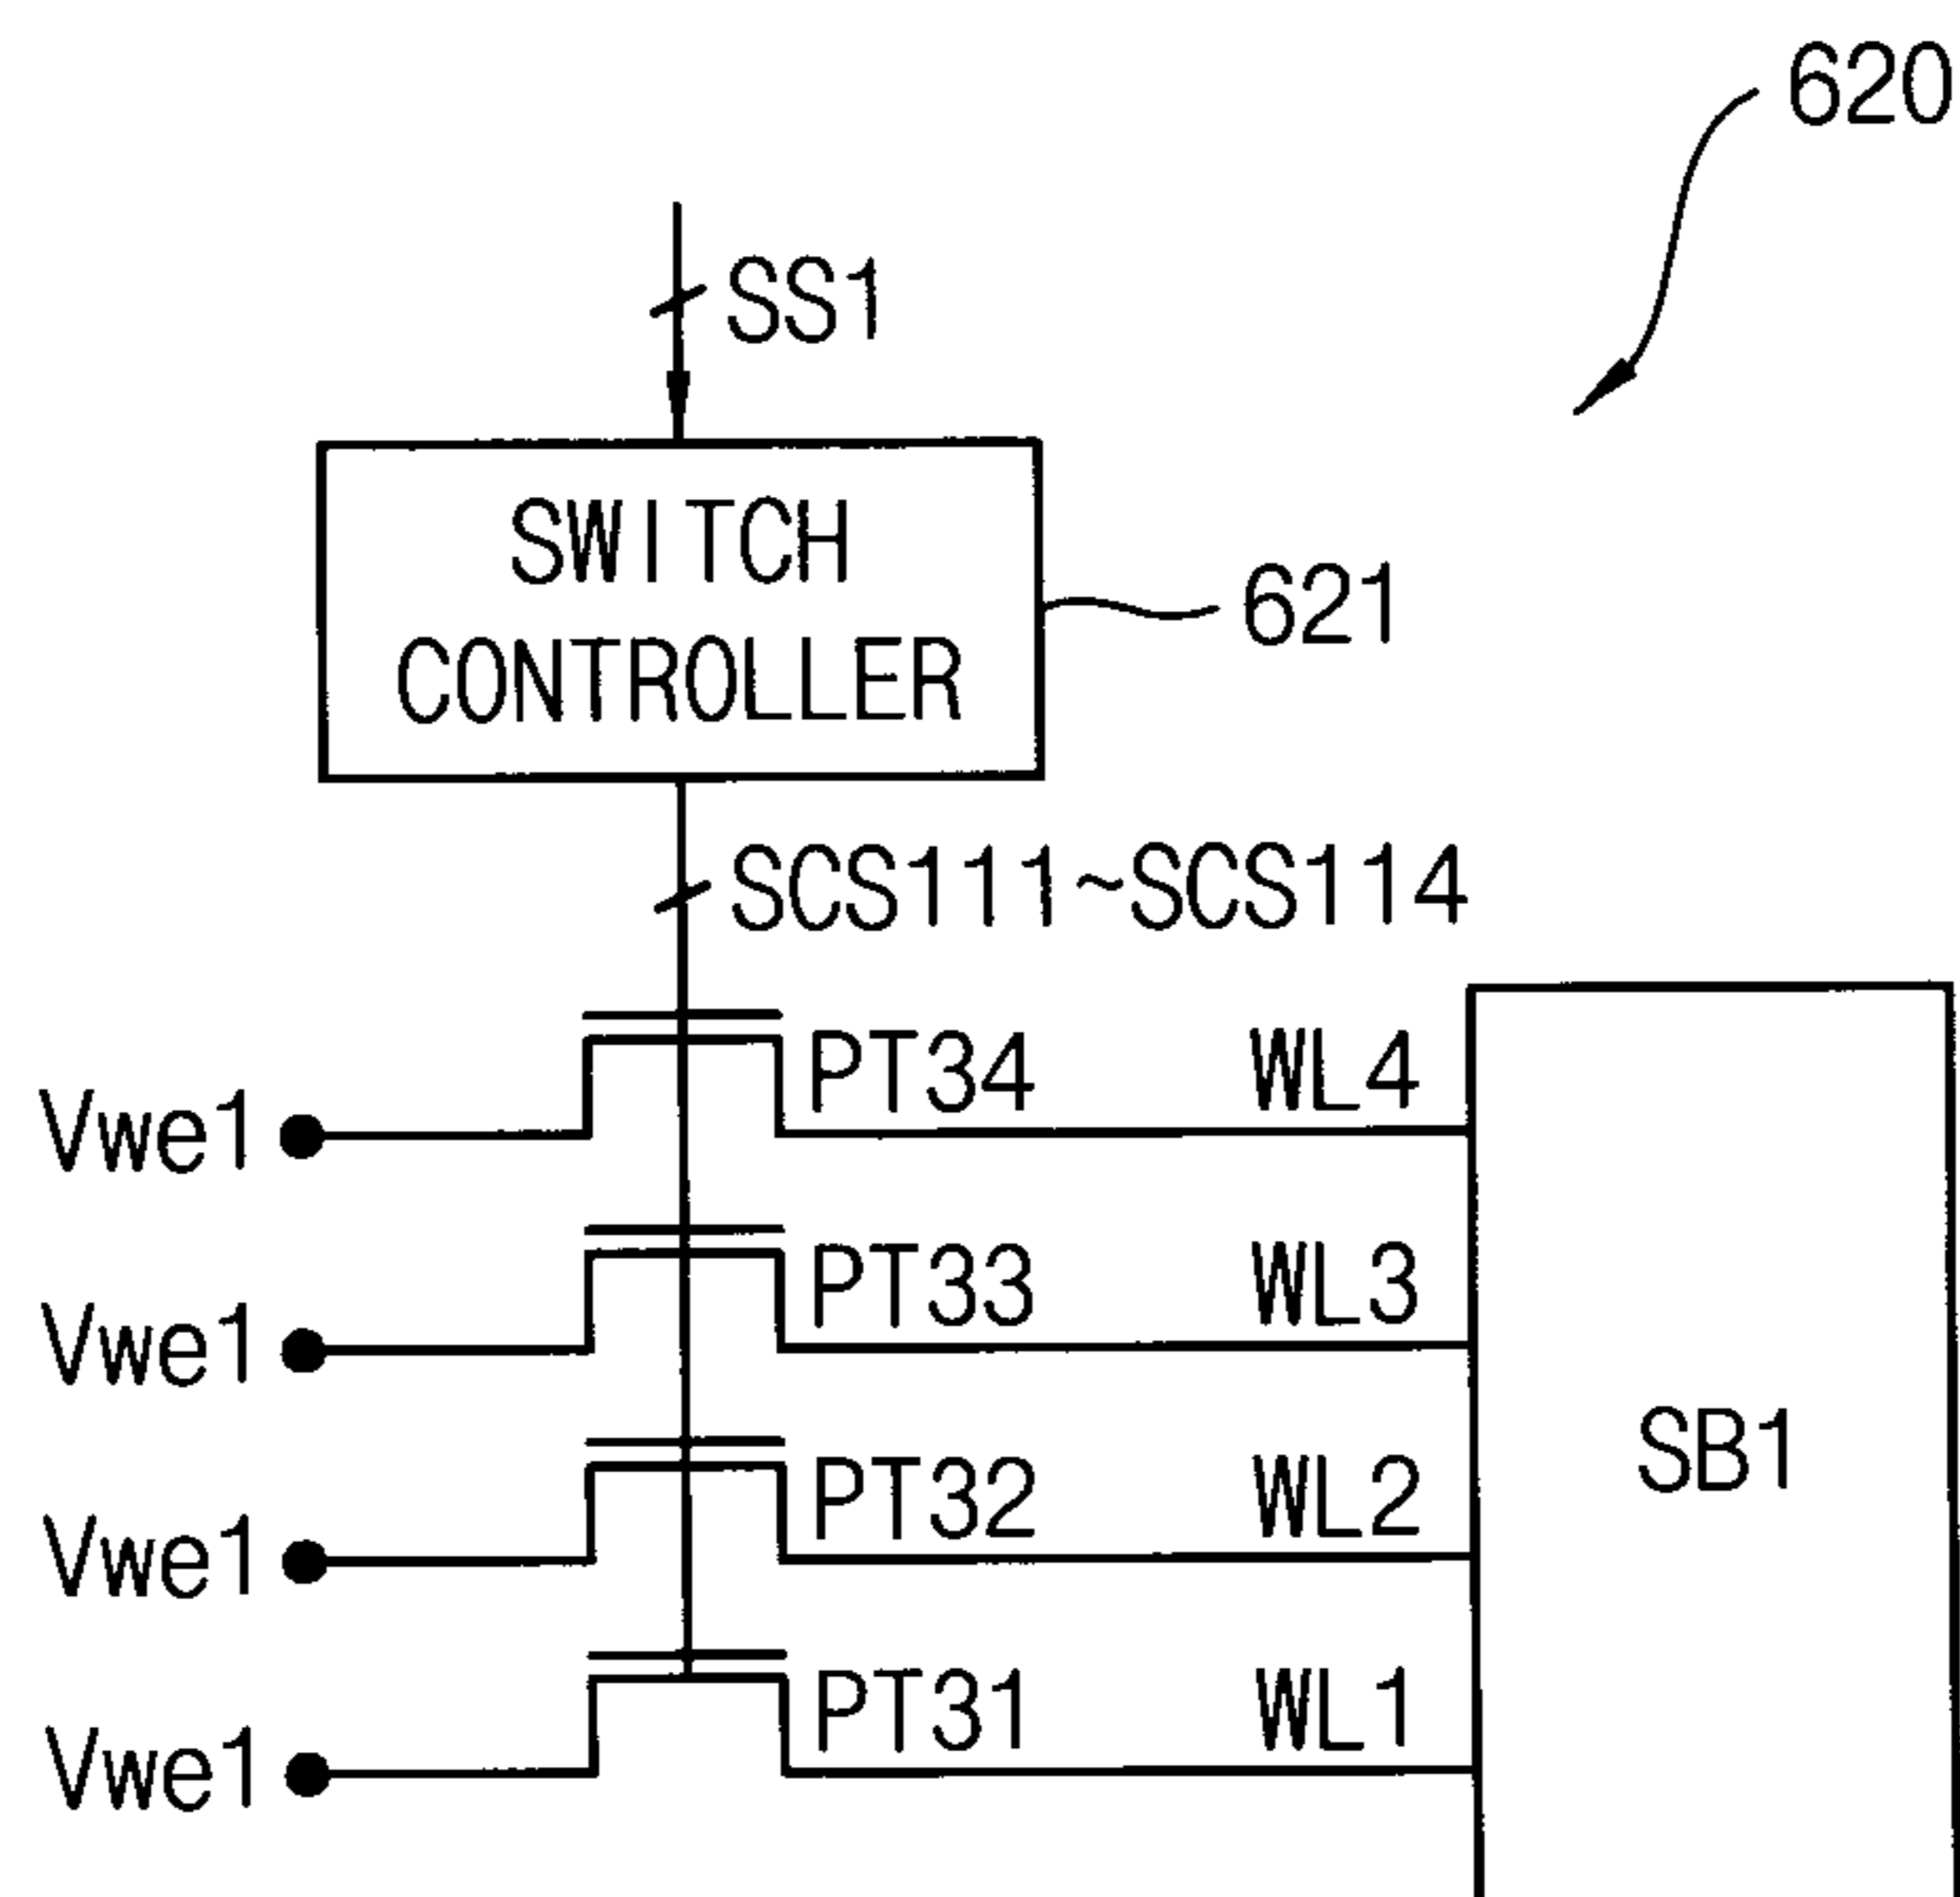 620
SS1
SWITCH
CONTROLLER
621
SCS111~SCS114
PT34
WL4
Vwe1
PT33
WL3
Vwe1
SB1
PT32
WL2
Vwe1
PT31
WL1
Vwe1